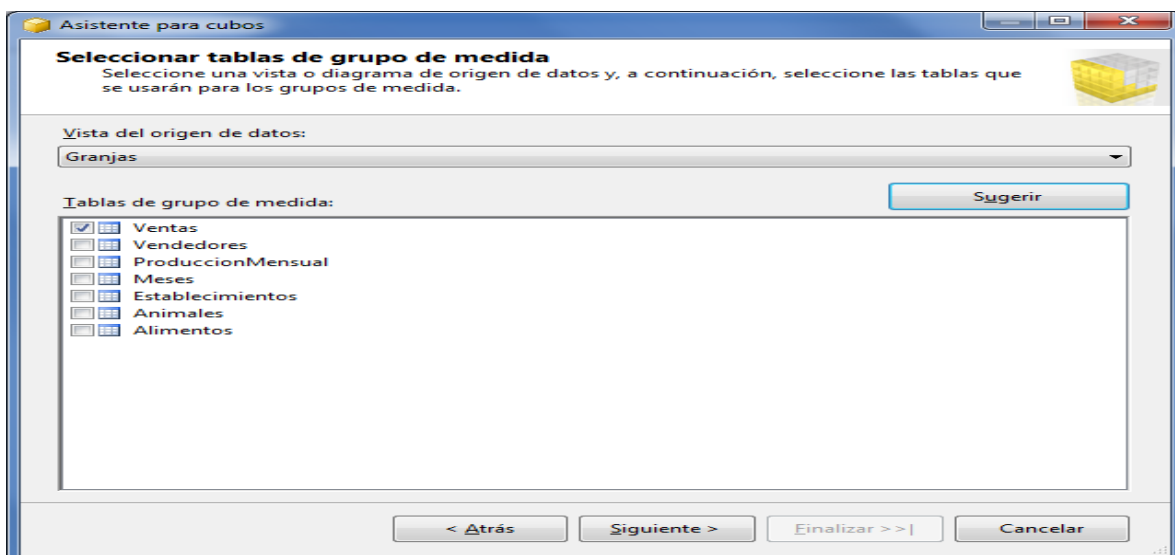 Asistente para cubos
Seleccionar tablas de grupo de medida
Seleccione una vista o diagrama de origen de datos y, a continuación, seleccione las tablas que
se usarán para los grupos de medida.
Vista del origen de datos:
Granjas
Tablas de grupo de medida:
Sugerir
Ventas
Vendedores
ProduccionMensual
Meses
Establecimientos
Animales
Alimentos
< Atrás
Siguiente >
Finalizar >>|
Cancelar